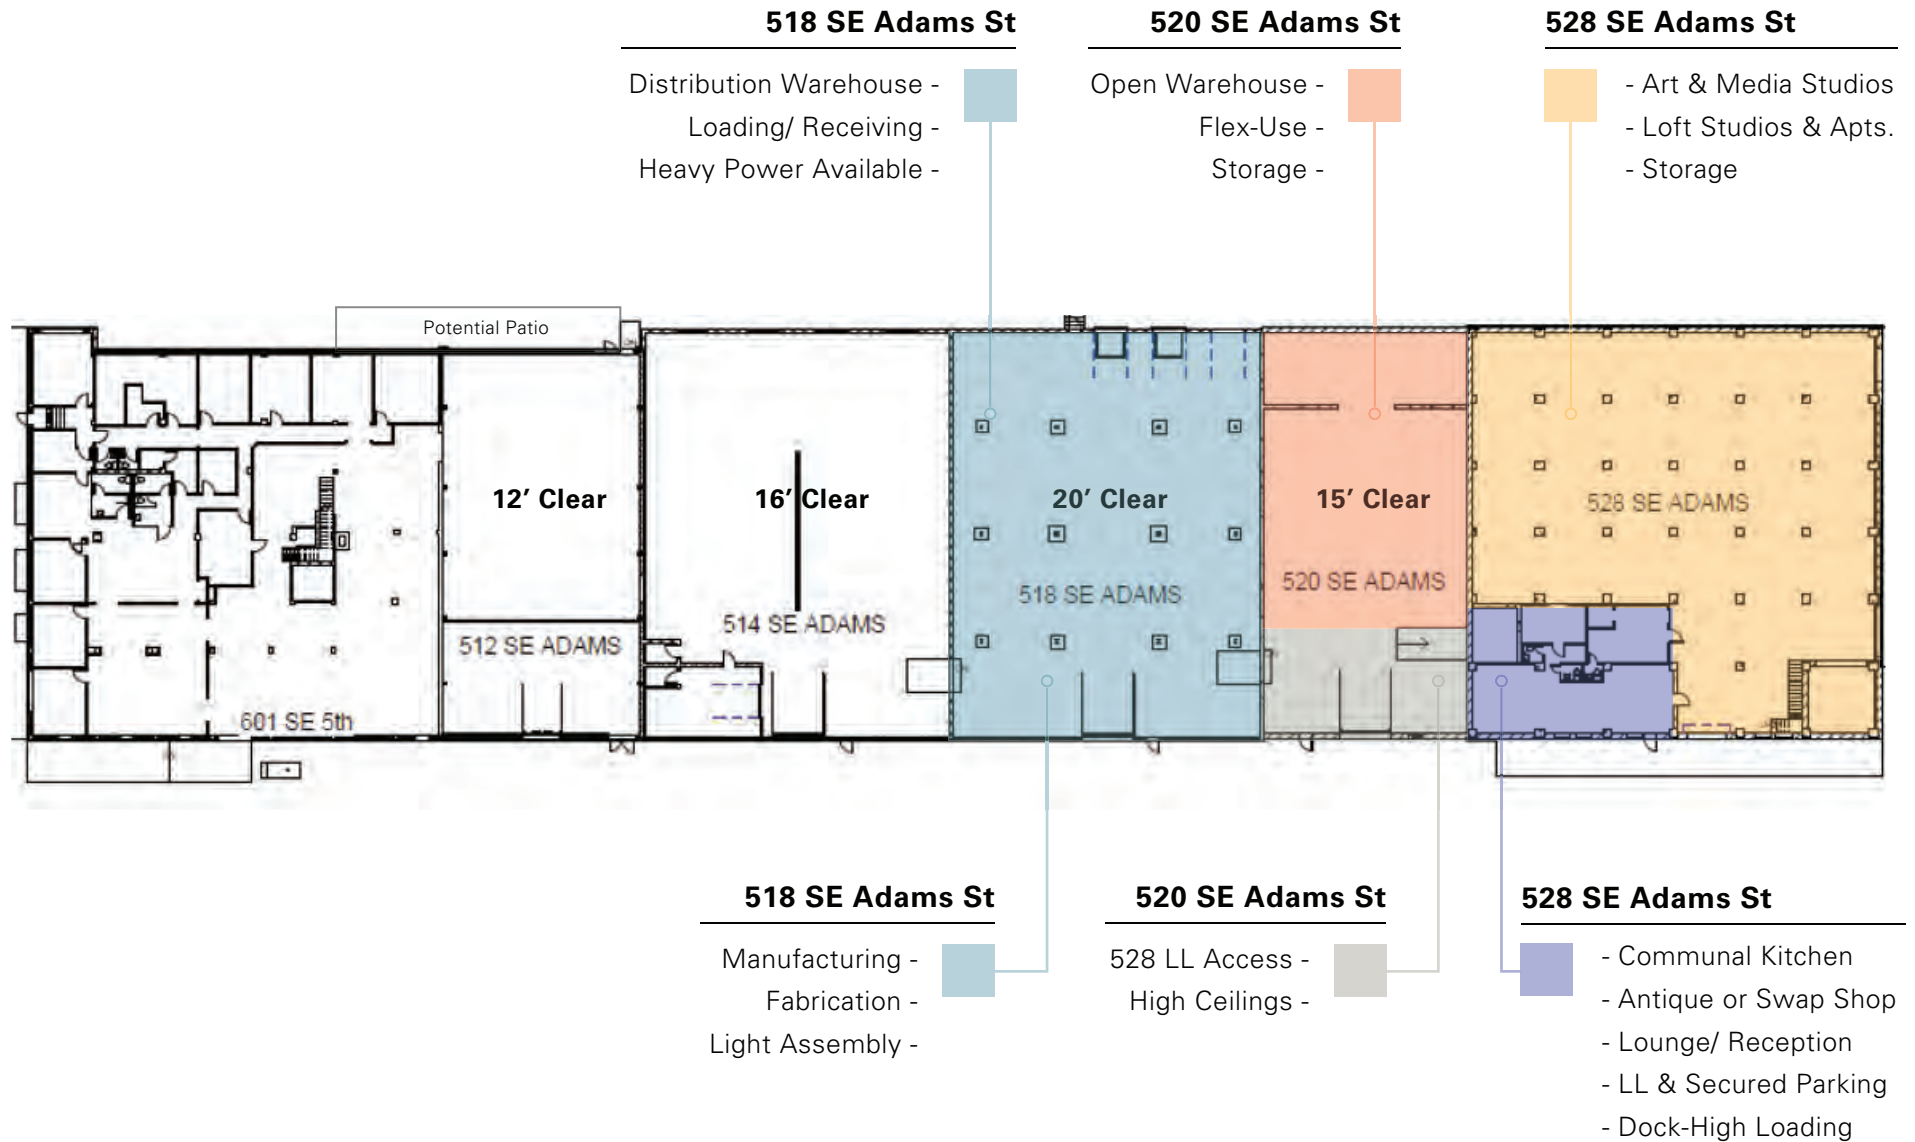 518 SE Adams St
Distribution Warehouse -
Loading/ Receiving -
Heavy Power Available -
520 SE Adams St
Open Warehouse -
Flex-Use -
Storage -
528 SE Adams St
- Art & Media Studios
- Loft Studios & Apts.
- Storage
Potential Patio
12’ Clear
16’ Clear
20’ Clear
15’ Clear
528 SE ADAMS
520 SE ADAMS
518 SE ADAMS
514 SE ADAMS
512 SE ADAMS
601 SE 5th
518 SE Adams St
Manufacturing -
Fabrication -
Light Assembly -
520 SE Adams St
528 LL Access -
High Ceilings -
528 SE Adams St
- Communal Kitchen
- Antique or Swap Shop
- Lounge/ Reception
- LL & Secured Parking
- Dock-High Loading